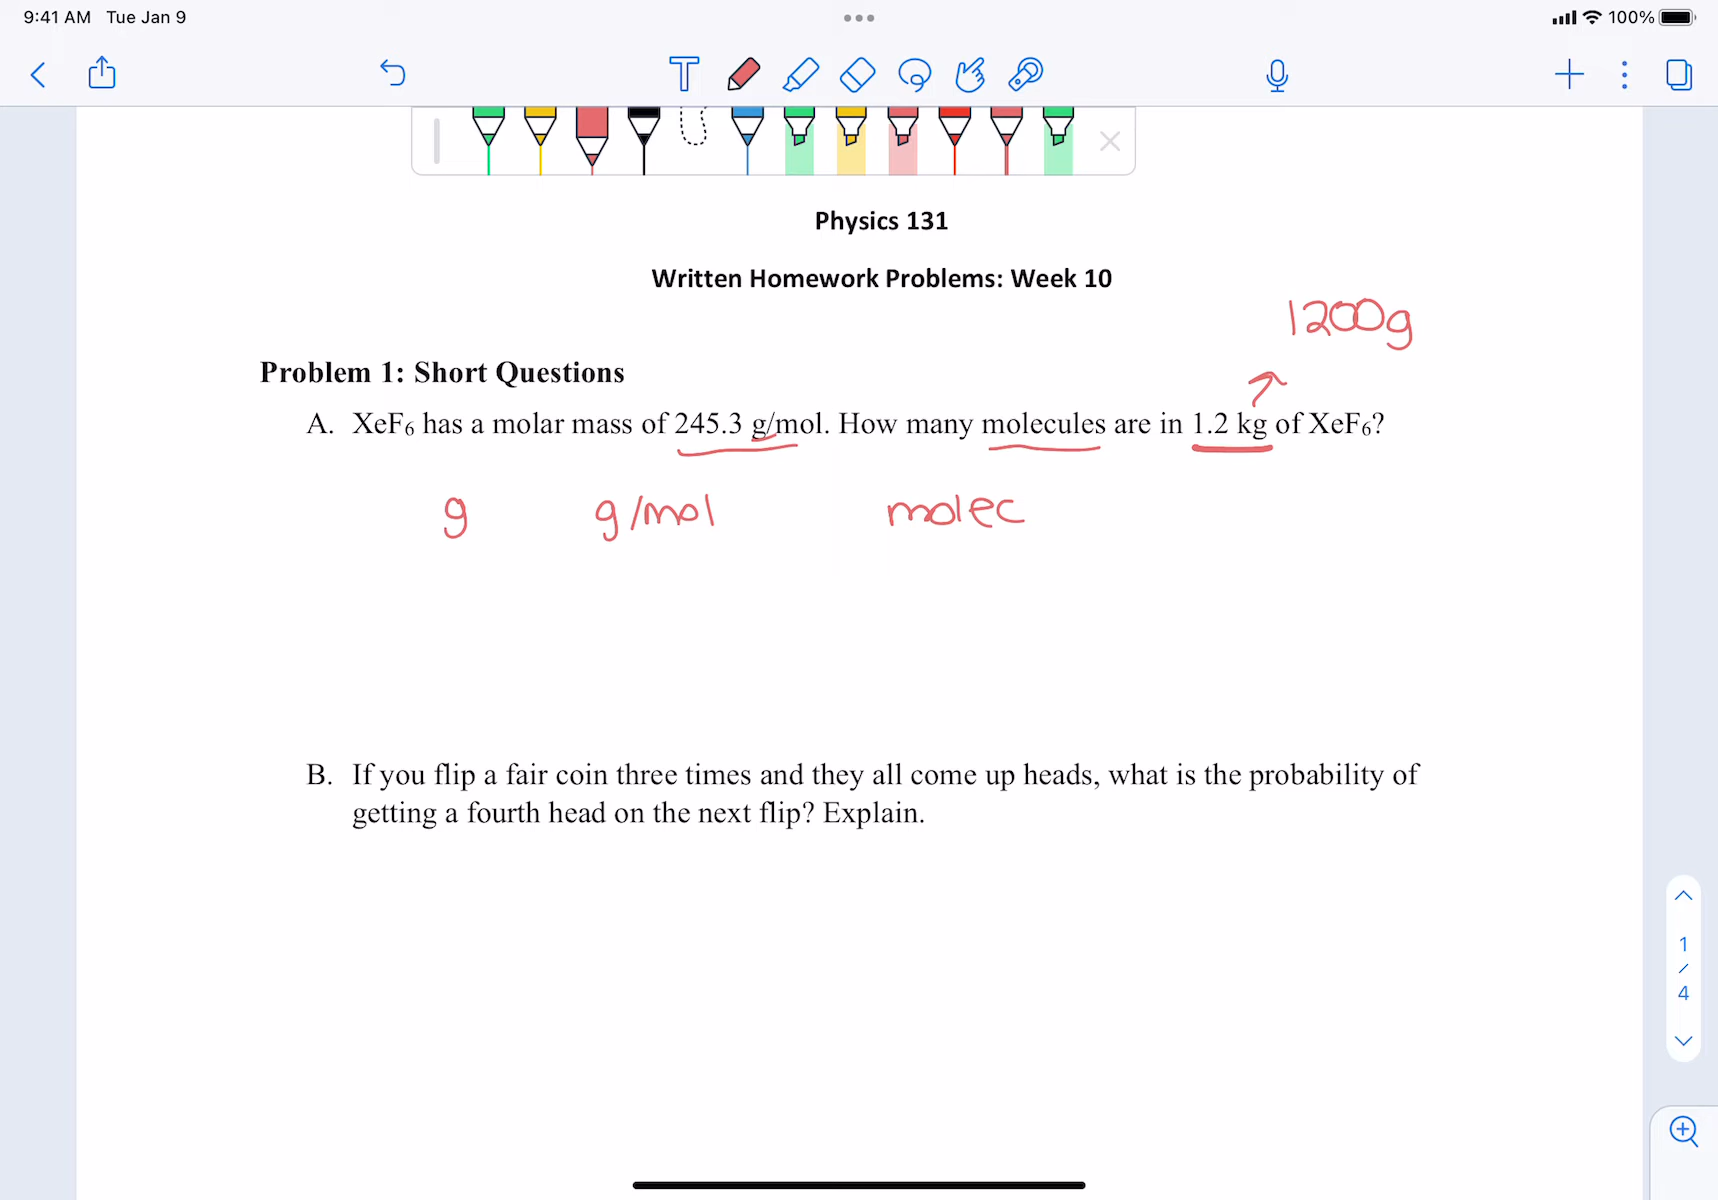 9:41 AM Tue Jan 9
100%
T
Physics 131
Written Homework Problems: Week 10
1200g
Problem 1: Short Questions
A. XeF₆ has a molar mass of 245.3 g/mol. How many molecules are in 1.2 kg of XeF₆?
g g/mol molec
B. If you flip a fair coin three times and they all come up heads, what is the probability of
getting a fourth head on the next flip? Explain.
1
/
4